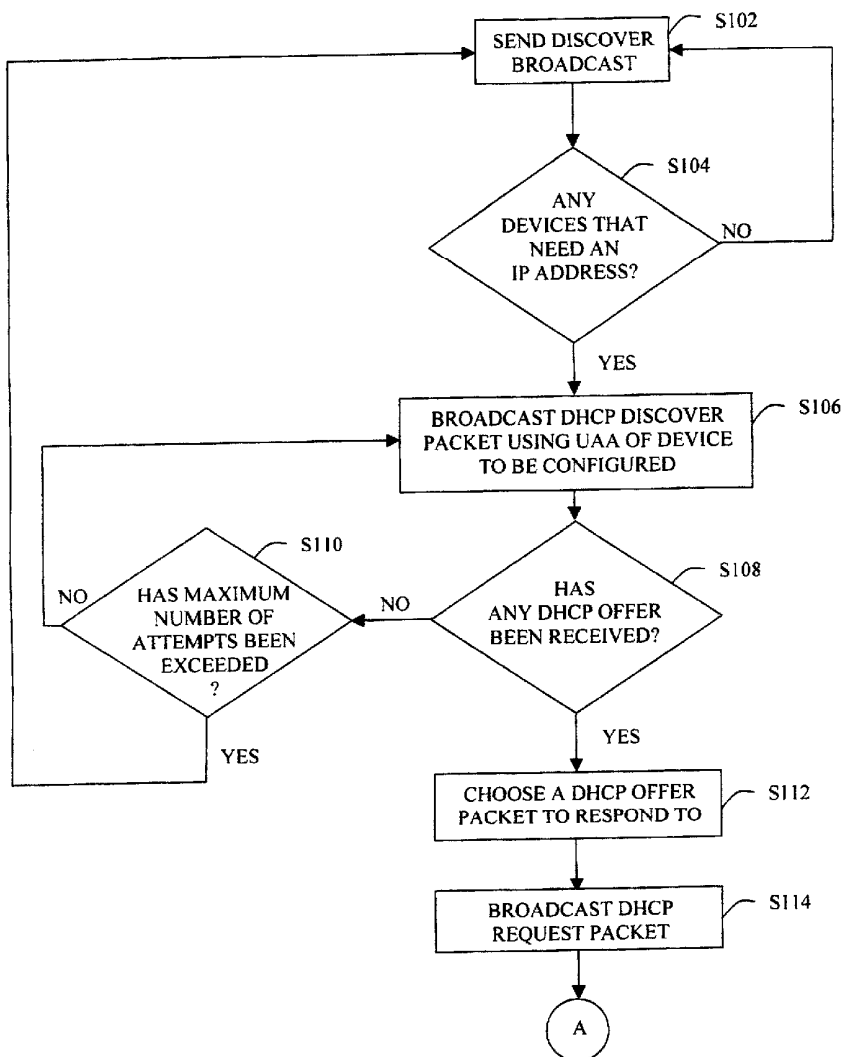 SEND DISCOVER
BROADCAST
S102
S104
ANY
DEVICES THAT
NEED AN
IP ADDRESS?
NO
YES
BROADCAST DHCP DISCOVER
PACKET USING UAA OF DEVICE
TO BE CONFIGURED
S106
S110
HAS MAXIMUM
NUMBER OF
ATTEMPTS BEEN
EXCEEDED
?
NO
YES
S108
HAS
ANY DHCP OFFER
BEEN RECEIVED?
NO
YES
CHOOSE A DHCP OFFER
PACKET TO RESPOND TO
S112
BROADCAST DHCP
REQUEST PACKET
S114
A